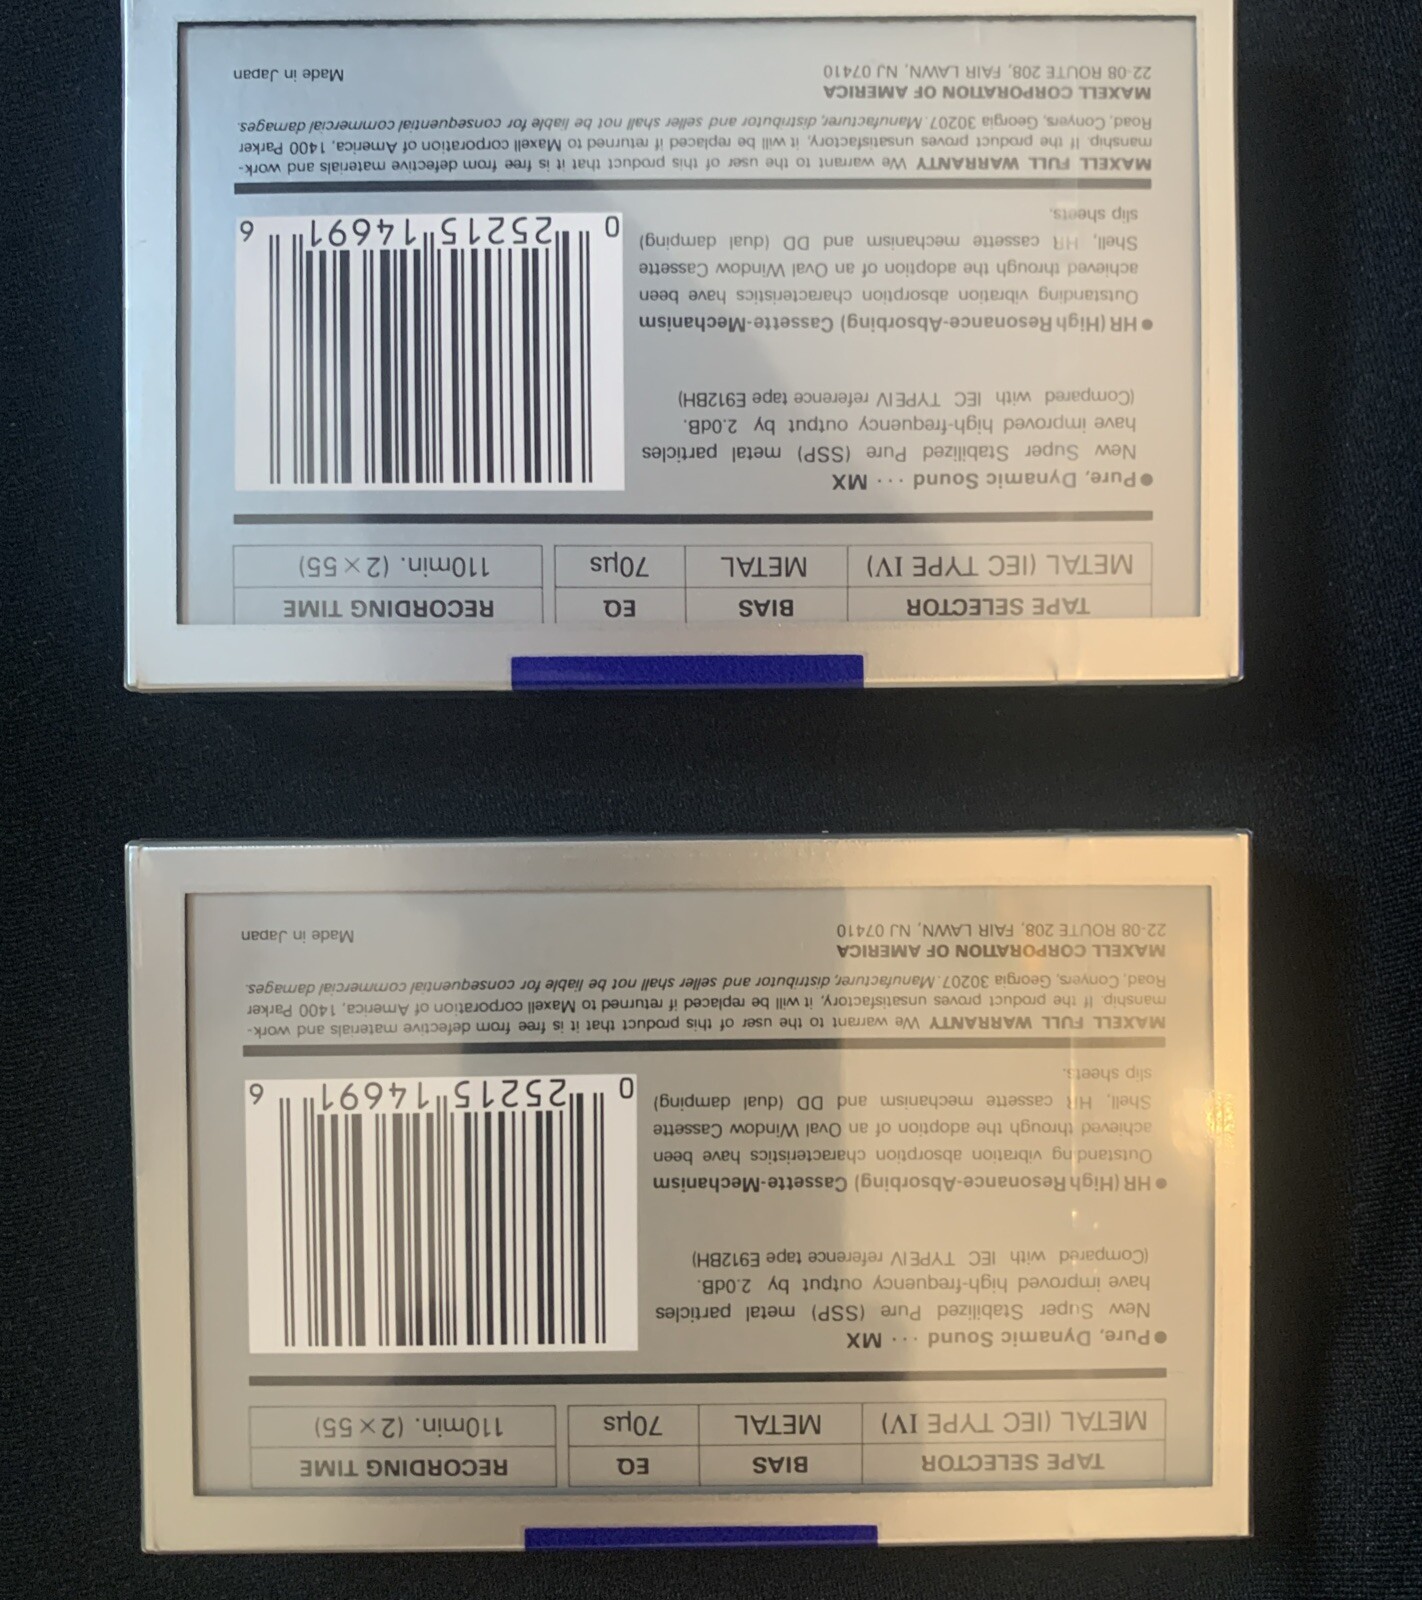 TAPE SELECTOR BIAS EQ RECORDING TIME
METAL (IEC TYPE IV) METAL 70µs 110min. (2×55)
●Pure, Dynamic Sound ··· MX
New Super Stabilized Pure (SSP) metal particles
have improved high-frequency output by 2.0dB.
(Compared with IEC TYPE IV reference tape E912BH)
●HR (High Resonance-Absorbing) Cassette-Mechanism
Outstanding vibration absorption characteristics have been
achieved through the adoption of an Oval Window Cassette
Shell, HR cassette mechanism and DD (dual damping)
slip sheets.
0 25215 14691 6
MAXELL FULL WARRANTY We warrant to the user of this product that it is free from defective materials and work-
manship. If the product proves unsatisfactory, it will be replaced if returned to Maxell corporation of America, 1400 Parker
Road, Conyers, Georgia 30207. Manufacturer, distributor and seller shall not be liable for consequential commercial damages.
MAXELL CORPORATION OF AMERICA
22-08 ROUTE 208, FAIR LAWN, NJ 07410 Made in Japan
TAPE SELECTOR BIAS EQ RECORDING TIME
METAL (IEC TYPE IV) METAL 70µs 110min. (2×55)
●Pure, Dynamic Sound ··· MX
New Super Stabilized Pure (SSP) metal particles
have improved high-frequency output by 2.0dB.
(Compared with IEC TYPE IV reference tape E912BH)
●HR (High Resonance-Absorbing) Cassette-Mechanism
Outstanding vibration absorption characteristics have been
achieved through the adoption of an Oval Window Cassette
Shell, HR cassette mechanism and DD (dual damping)
slip sheets.
0 25215 14691 6
MAXELL FULL WARRANTY We warrant to the user of this product that it is free from defective materials and work-
manship. If the product proves unsatisfactory, it will be replaced if returned to Maxell corporation of America, 1400 Parker
Road, Conyers, Georgia 30207. Manufacturer, distributor and seller shall not be liable for consequential commercial damages.
MAXELL CORPORATION OF AMERICA
22-08 ROUTE 208, FAIR LAWN, NJ 07410 Made in Japan